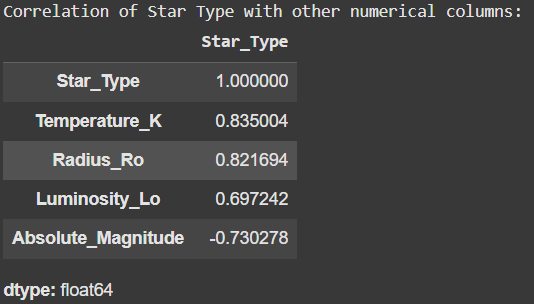 Correlation of Star Type with other numerical columns:
Star_Type
Star_Type 1.000000
Temperature_K 0.835004
Radius_Ro 0.821694
Luminosity_Lo 0.697242
Absolute_Magnitude -0.730278
dtype: float64